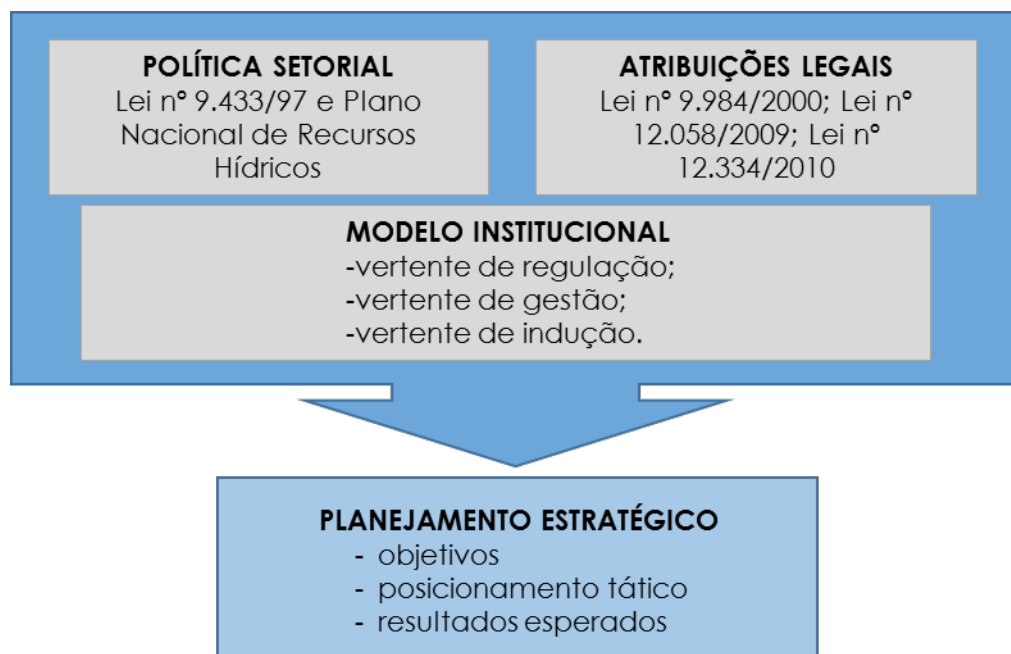 POLÍTICA SETORIAL
Lei nº 9.433/97 e Plano
Nacional de Recursos
Hídricos
ATRIBUIÇÕES LEGAIS
Lei nº 9.984/2000; Lei nº
12.058/2009; Lei nº
12.334/2010
MODELO INSTITUCIONAL
-vertente de regulação;
-vertente de gestão;
-vertente de indução.
PLANEJAMENTO ESTRATÉGICO
- objetivos
- posicionamento tático
- resultados esperados